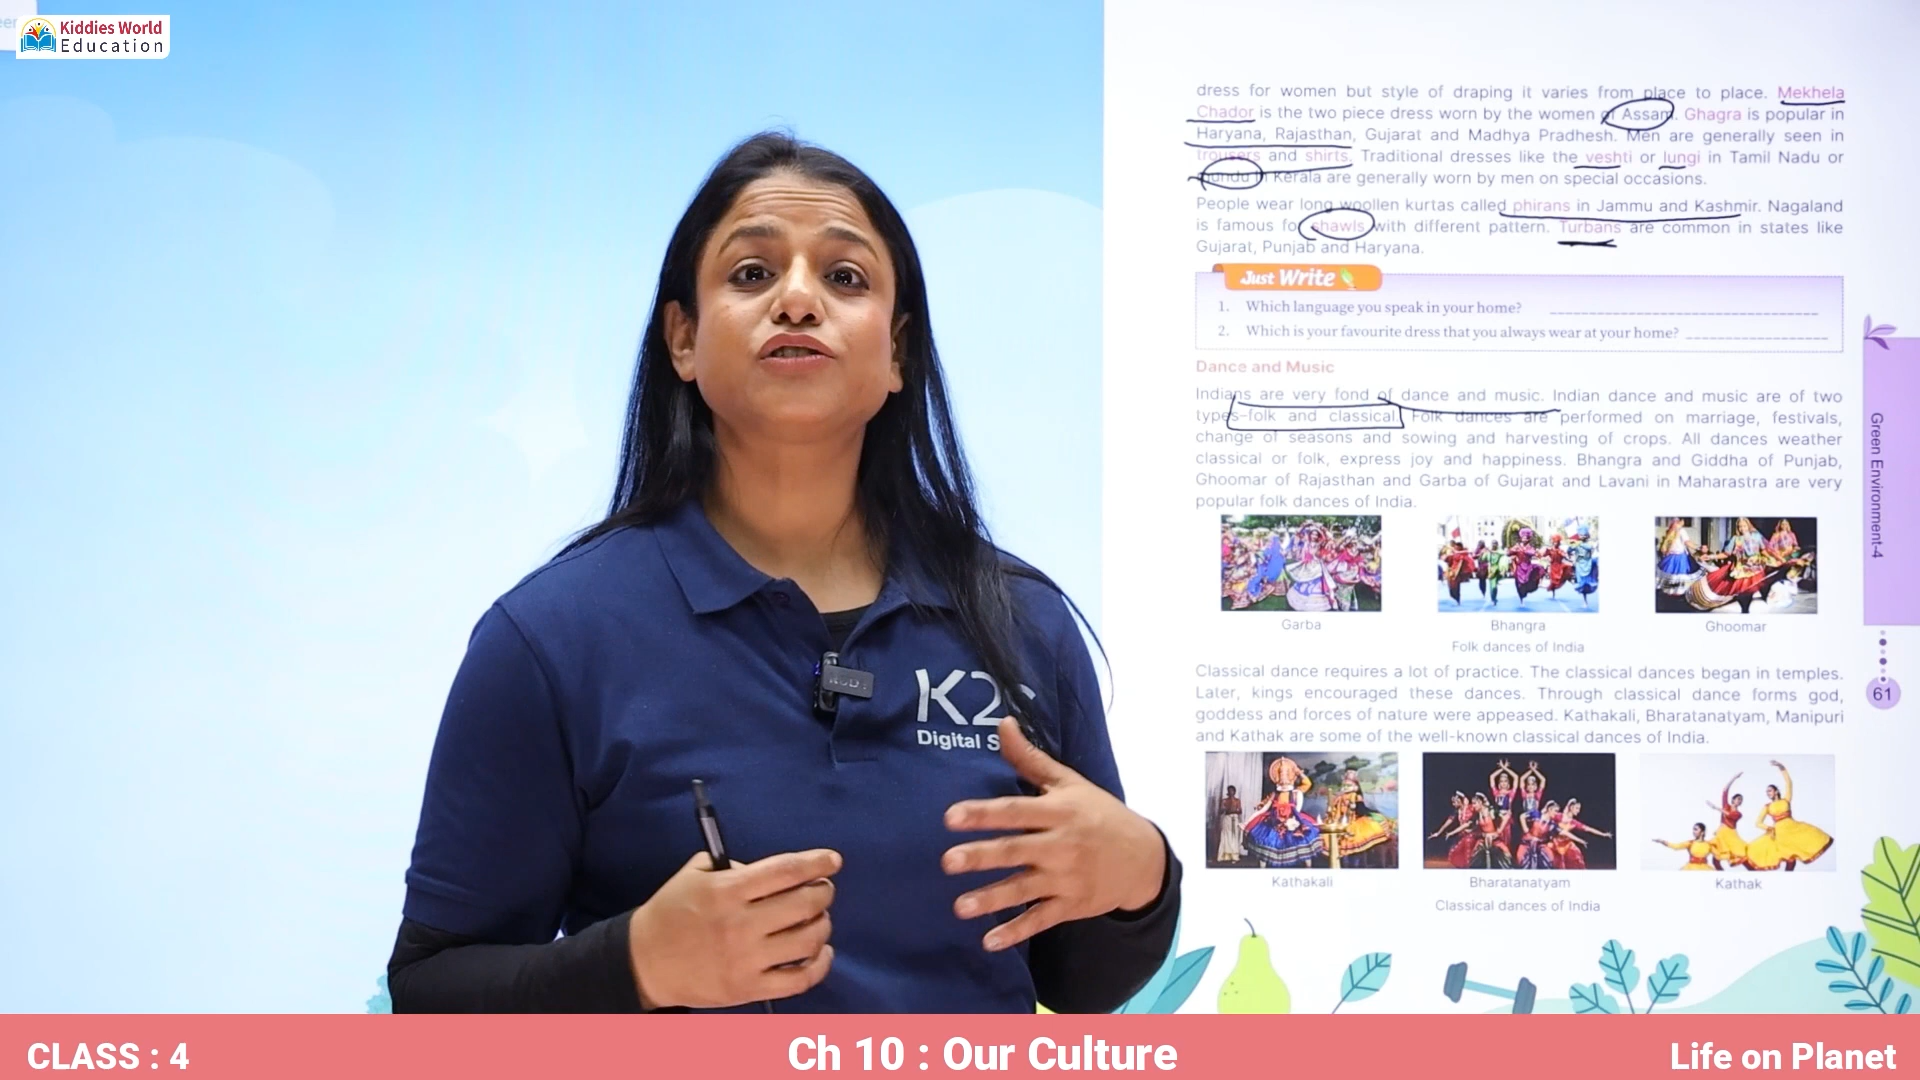 Kiddies World
Education
dress for women but style of draping it varies from place to place. Mekhela
Chador is the two piece dress worn by the women of Assam. Ghagra is popular in
Haryana, Rajasthan, Gujarat and Madhya Pradhesh. Men are generally seen in
trousers and shirts. Traditional dresses like the veshti or lungi in Tamil Nadu or
mundu in Kerala are generally worn by men on special occasions.
People wear long woollen kurtas called phirans in Jammu and Kashmir. Nagaland
is famous for shawls with different pattern. Turbans are common in states like
Gujarat, Punjab and Haryana.
Just Write
1. Which language you speak in your home? ____________
2. Which is your favourite dress that you always wear at your home? ____________
Dance and Music
Indians are very fond of dance and music. Indian dance and music are of two
types-folk and classical. Folk dances are performed on marriage, festivals,
change of seasons and sowing and harvesting of crops. All dances weather
classical or folk, express joy and happiness. Bhangra and Giddha of Punjab,
Ghoomar of Rajasthan and Garba of Gujarat and Lavani in Maharastra are very
popular folk dances of India.
Garba
Bhangra
Ghoomar
Folk dances of India
Classical dance requires a lot of practice. The classical dances began in temples.
Later, kings encouraged these dances. Through classical dance forms god,
goddess and forces of nature were appeased. Kathakali, Bharatanatyam, Manipuri
and Kathak are some of the well-known classical dances of India.
Kathakali
Bharatanatyam
Kathak
Classical dances of India
Green Environment-4
61
K2
Digital S
CLASS : 4
Ch 10 : Our Culture
Life on Planet